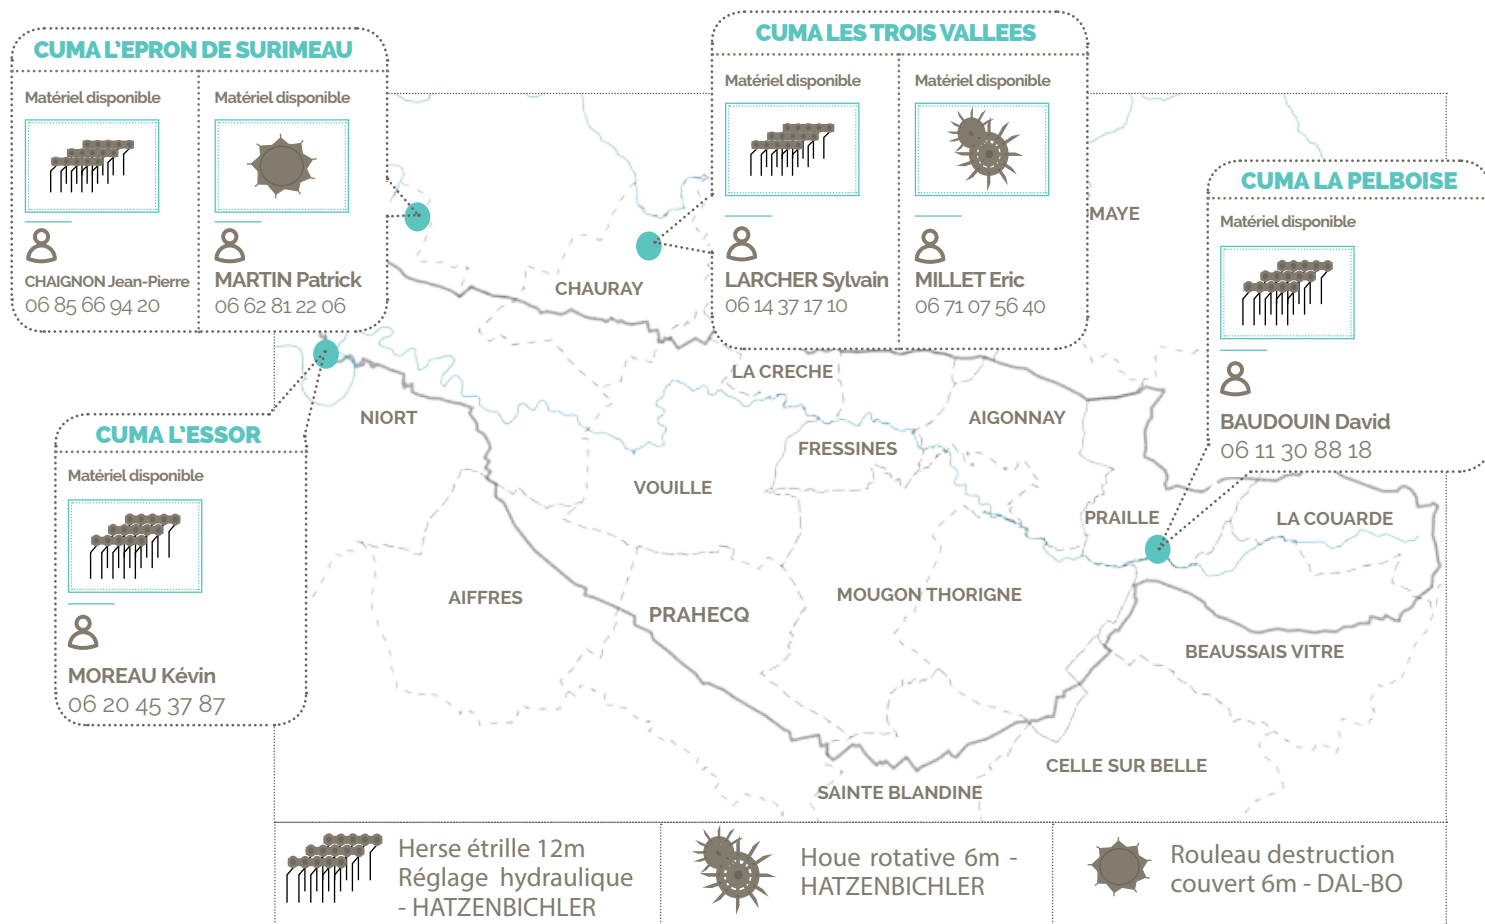 CUMA L'EPRON DE SURIMEAU
Matériel disponible
CHAIGNON Jean-Pierre
06 85 66 94 20
Matériel disponible
MARTIN Patrick
06 62 81 22 06
CUMA LES TROIS VALLEES
Matériel disponible
LARCHER Sylvain
06 14 37 17 10
Matériel disponible
MILLET Eric
06 71 07 56 40
CUMA LA PELBOISE
Matériel disponible
BAUDOUIN David
06 11 30 88 18
CUMA L'ESSOR
Matériel disponible
MOREAU Kévin
06 20 45 37 87
MAYE
CHAURAY
LA CRECHE
NIORT
AIGONNAY
FRESSINES
VOUILLE
PRAILLE
LA COUARDE
AIFFRES
PRAHECQ
MOUGON THORIGNE
BEAUSSAIS VITRE
CELLE SUR BELLE
SAINTE BLANDINE
Herse étrille 12m
Réglage hydraulique
- HATZENBICHLER
Houe rotative 6m -
HATZENBICHLER
Rouleau destruction
couvert 6m - DAL-BO